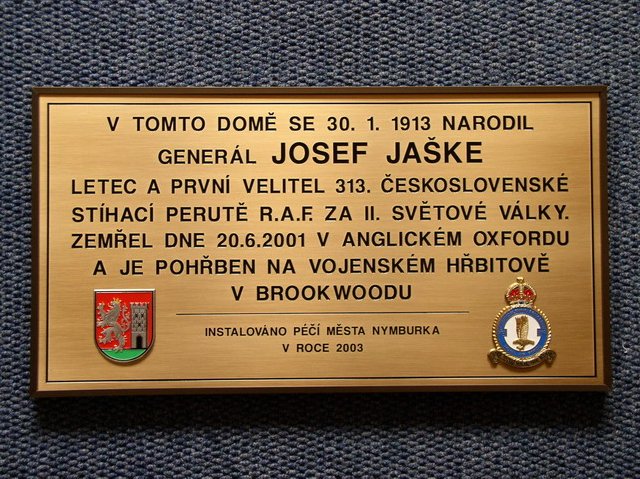 V TOMTO DOMĚ SE 30. 1. 1913 NARODIL
GENERÁL JOSEF JAŠKE
LETEC A PRVNÍ VELITEL 313. ČESKOSLOVENSKÉ
STÍHACÍ PERUTĚ R.A.F. ZA II. SVĚTOVÉ VÁLKY.
ZEMŘEL DNE 20.6.2001 V ANGLICKÉM OXFORDU
A JE POHŘBEN NA VOJENSKÉM HŘBITOVĚ
V BROOKWOODU
INSTALOVÁNO PÉČÍ MĚSTA NYMBURKA
V ROCE 2003